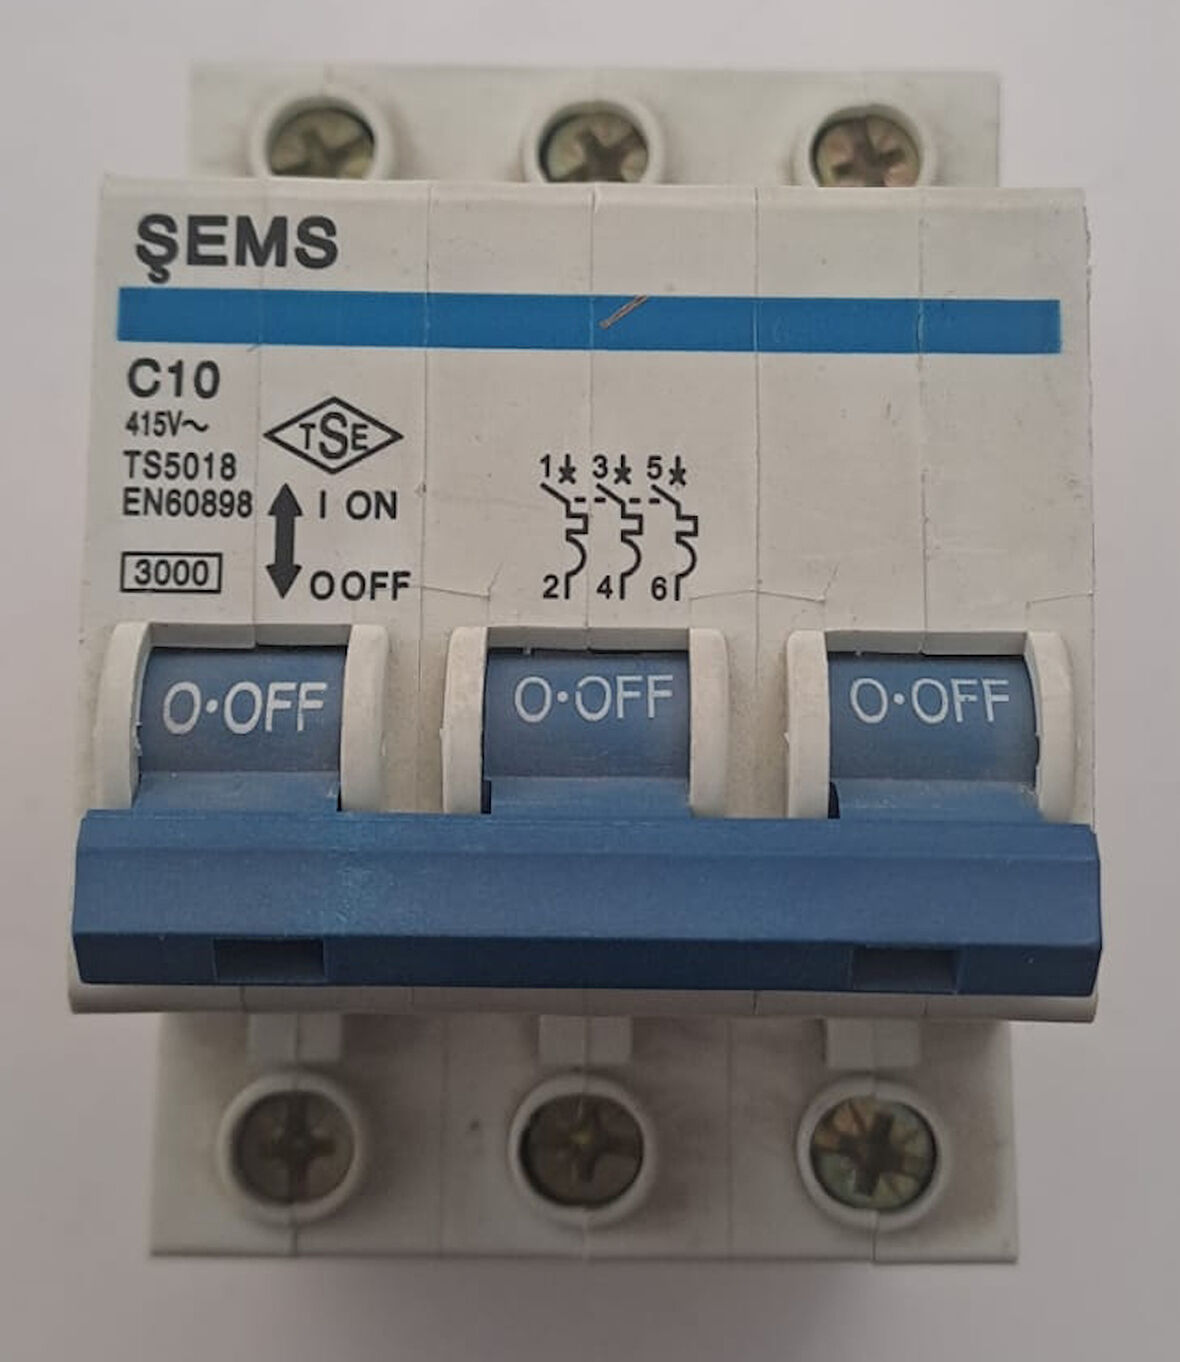 ŞEMS
C10
415V~
TS5018
EN60898
3000
TSE
I ON
O OFF
1 3 5
2 4 6
O·OFF O·OFF O·OFF